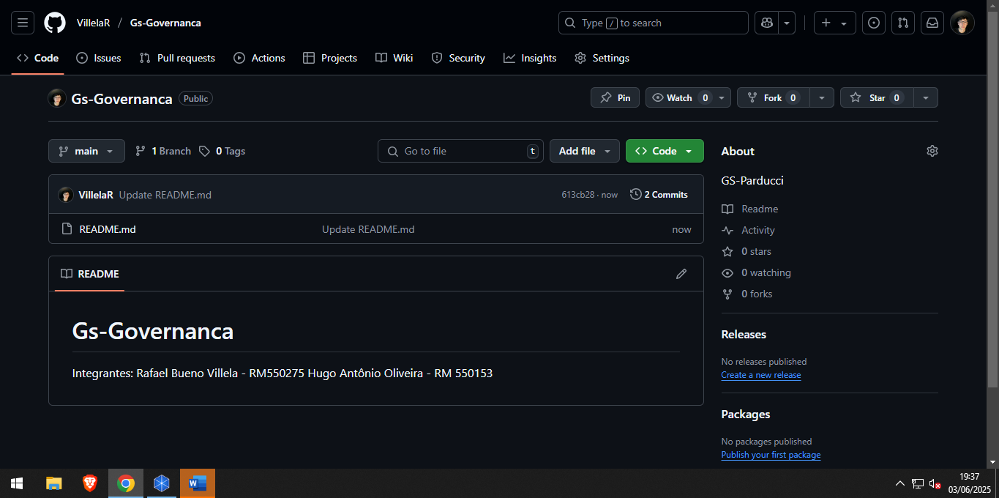 VillelaR / Gs-Governanca
Type / to search
Code Issues Pull requests Actions Projects Wiki Security Insights Settings
Gs-Governanca Public
Pin Watch 0 Fork 0 Star 0
main 1 Branch 0 Tags Go to file t Add file Code
VillelaR Update README.md 613cb28 · now 2 Commits
README.md Update README.md now
README
Gs-Governanca
Integrantes: Rafael Bueno Villela - RM550275 Hugo Antônio Oliveira - RM 550153
About
GS-Parducci
Readme
Activity
0 stars
0 watching
0 forks
Releases
No releases published
Create a new release
Packages
No packages published
Publish your first package
19:37
03/06/2025